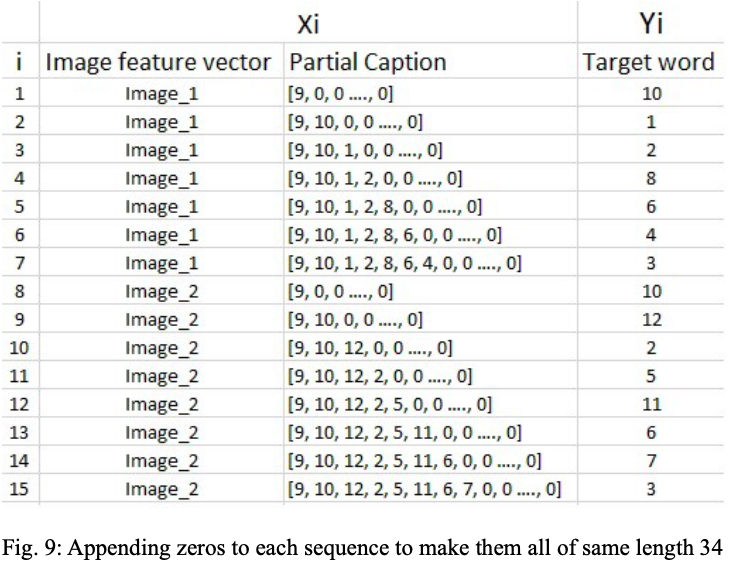 Xi Yi
i Image feature vector Partial Caption Target word
1 Image_1 [9, 0, 0 ...., 0] 10
2 Image_1 [9, 10, 0, 0 ...., 0] 1
3 Image_1 [9, 10, 1, 0, 0 ...., 0] 2
4 Image_1 [9, 10, 1, 2, 0, 0 ...., 0] 8
5 Image_1 [9, 10, 1, 2, 8, 0, 0 ...., 0] 6
6 Image_1 [9, 10, 1, 2, 8, 6, 0, 0 ...., 0] 4
7 Image_1 [9, 10, 1, 2, 8, 6, 4, 0, 0 ...., 0] 3
8 Image_2 [9, 0, 0 ...., 0] 10
9 Image_2 [9, 10, 0, 0 ...., 0] 12
10 Image_2 [9, 10, 12, 0, 0 ...., 0] 2
11 Image_2 [9, 10, 12, 2, 0, 0 ...., 0] 5
12 Image_2 [9, 10, 12, 2, 5, 0, 0 ...., 0] 11
13 Image_2 [9, 10, 12, 2, 5, 11, 0, 0 ...., 0] 6
14 Image_2 [9, 10, 12, 2, 5, 11, 6, 0, 0 ...., 0] 7
15 Image_2 [9, 10, 12, 2, 5, 11, 6, 7, 0, 0 ...., 0] 3
Fig. 9: Appending zeros to each sequence to make them all of same length 34